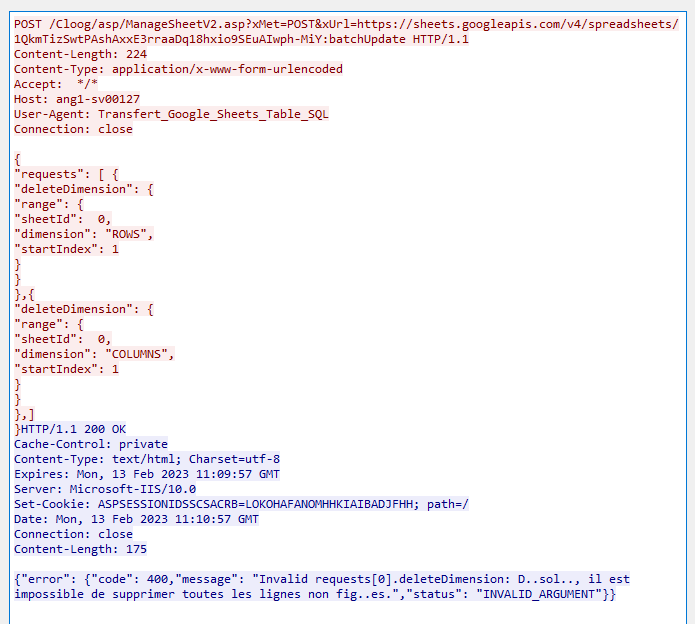 POST /Cloog/asp/ManageSheetV2.asp?xMet=POST&xUrl=https://sheets.googleapis.com/v4/spreadsheets/
1QkmTizSwtPAshAxxE3rraaDq18hxio9SEuAIwph-MiY:batchUpdate HTTP/1.1
Content-Length: 224
Content-Type: application/x-www-form-urlencoded
Accept:  */*
Host: ang1-sv00127
User-Agent: Transfert_Google_Sheets_Table_SQL
Connection: close

{
"requests": [ {
"deleteDimension": {
"range": {
"sheetId":  0,
"dimension": "ROWS",
"startIndex": 1
}
}
},{
"deleteDimension": {
"range": {
"sheetId":  0,
"dimension": "COLUMNS",
"startIndex": 1
}
}
},]
}HTTP/1.1 200 OK
Cache-Control: private
Content-Type: text/html; Charset=utf-8
Expires: Mon, 13 Feb 2023 11:09:57 GMT
Server: Microsoft-IIS/10.0
Set-Cookie: ASPSESSIONIDSSCSACRB=LOKOHAFANOMHHKIAIBADJFHH; path=/
Date: Mon, 13 Feb 2023 11:10:57 GMT
Connection: close
Content-Length: 175

{"error": {"code": 400,"message": "Invalid requests[0].deleteDimension: D..sol.., il est
impossible de supprimer toutes les lignes non fig..es.","status": "INVALID_ARGUMENT"}}